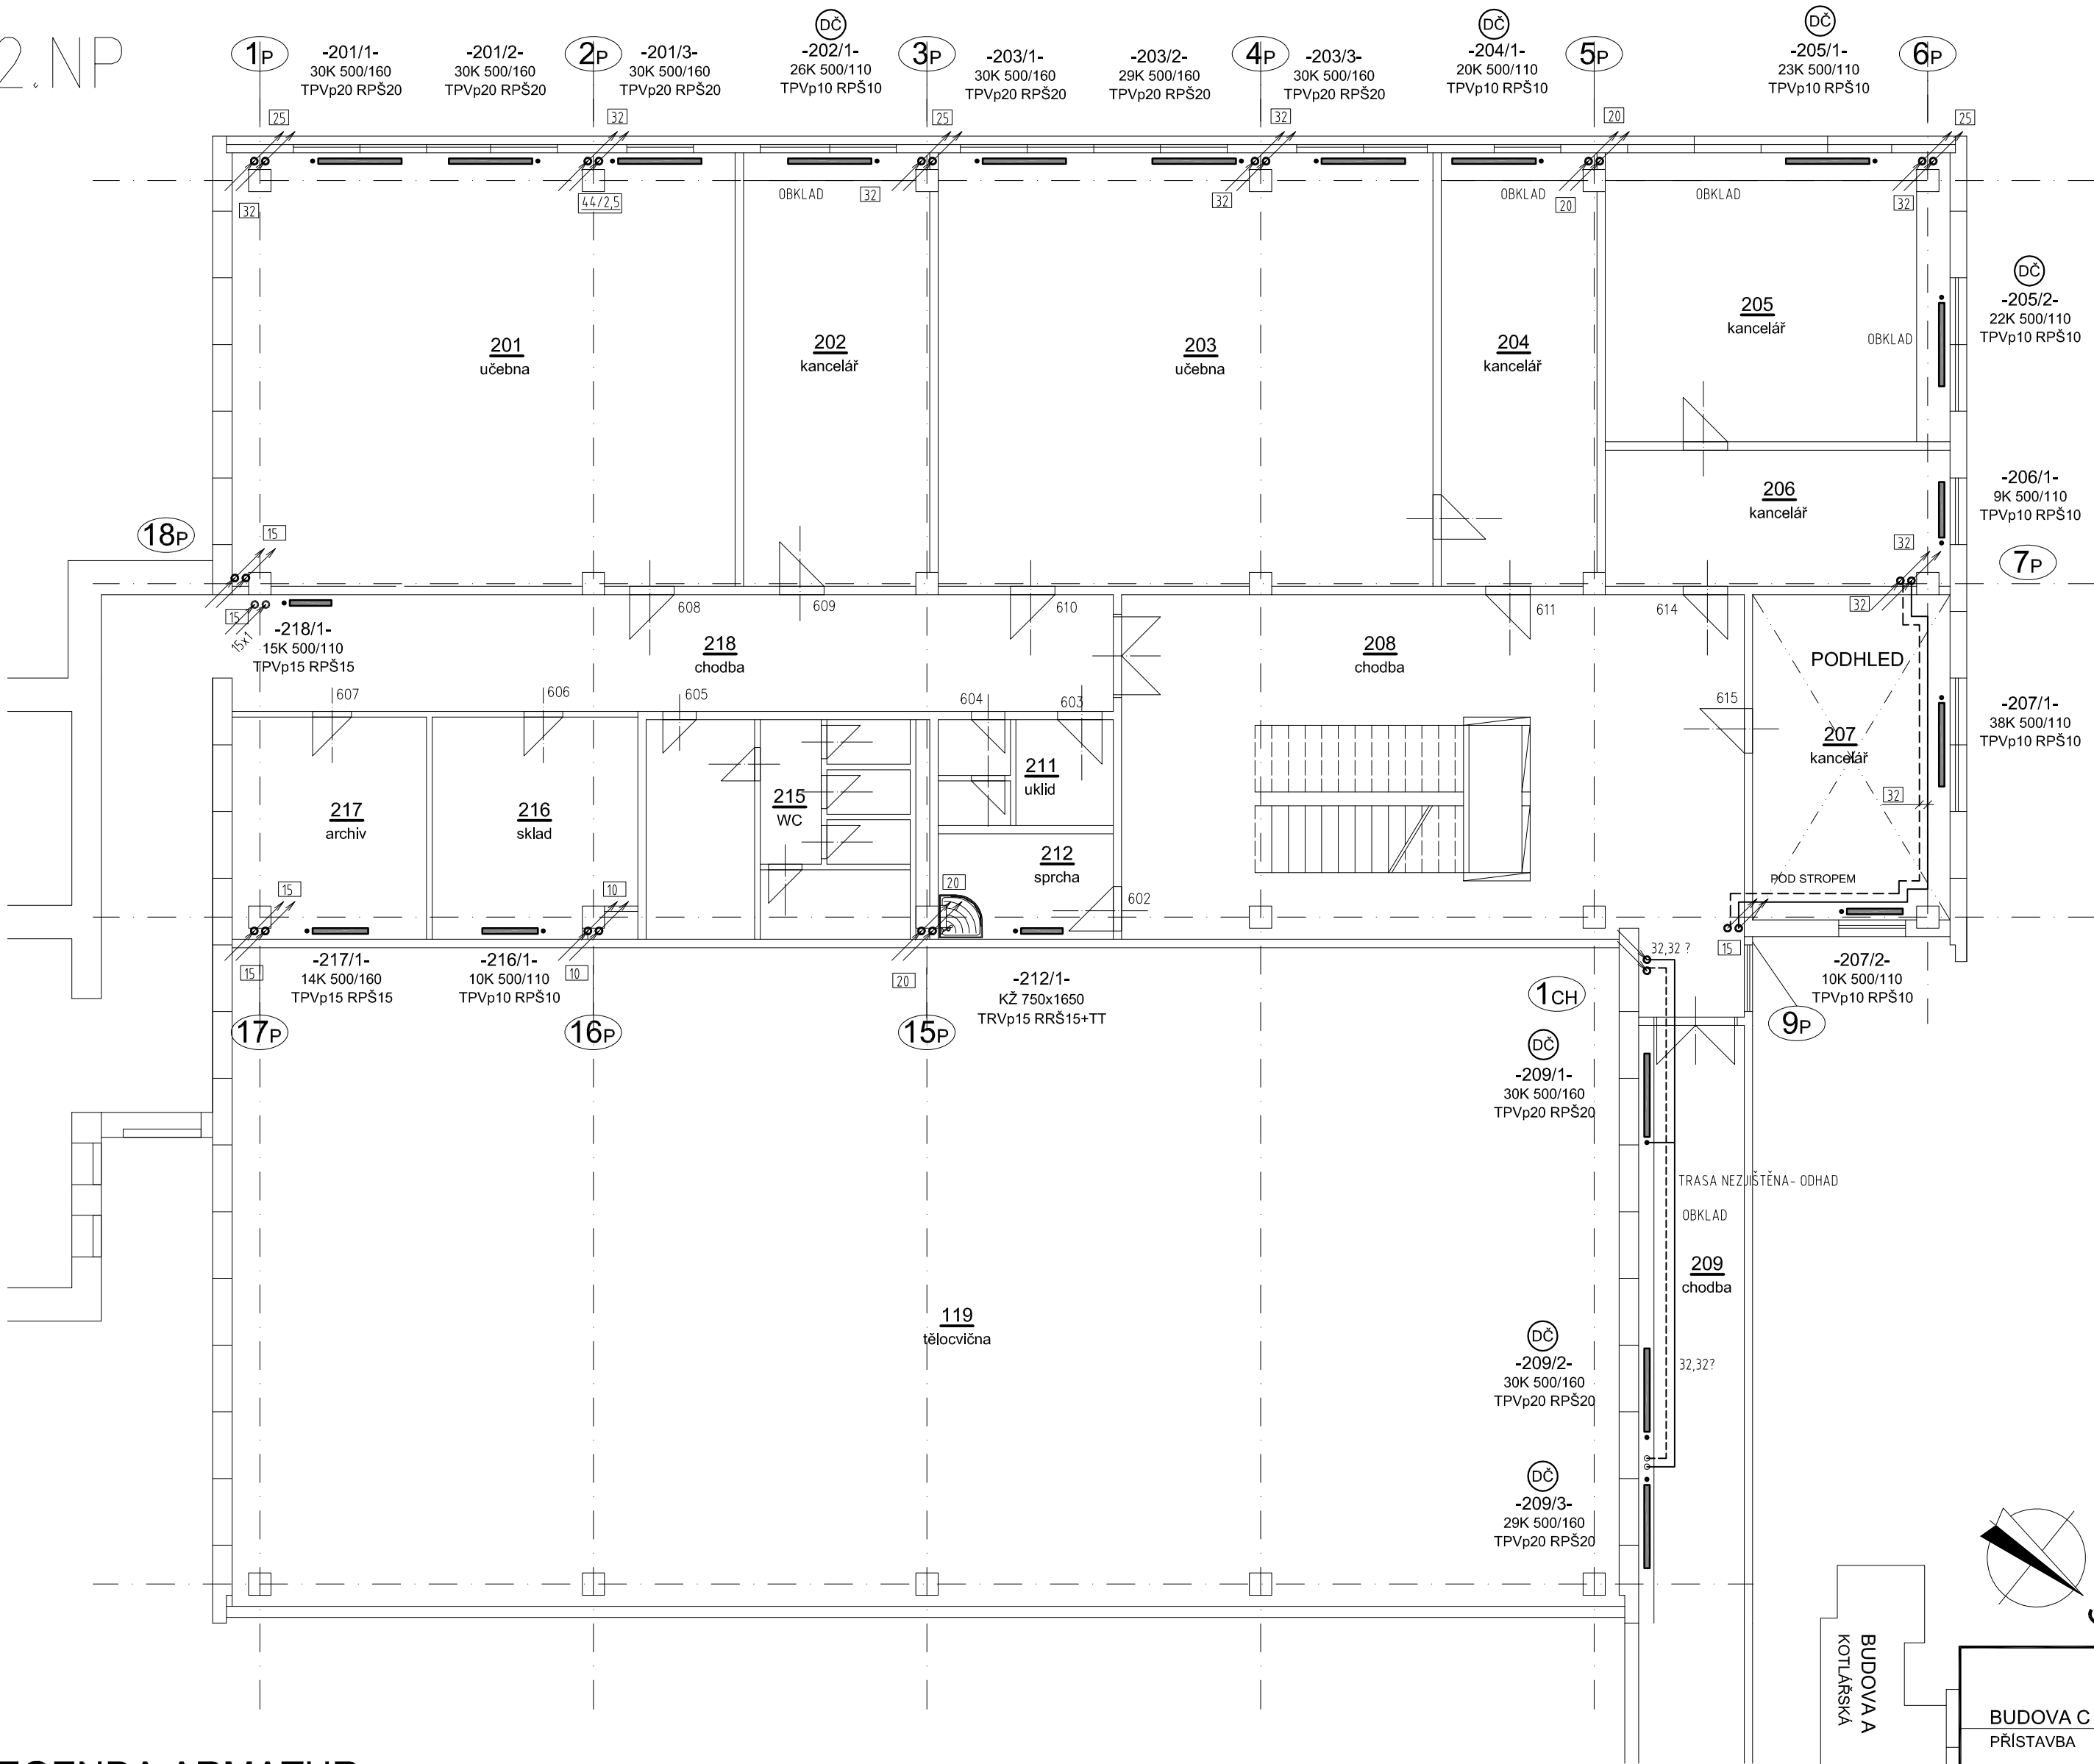 2.NP
1P
-201/1-
30K 500/160
TPVp20 RPŠ20
-201/2-
30K 500/160
TPVp20 RPŠ20
2P
-201/3-
30K 500/160
TPVp20 RPŠ20
DČ
-202/1-
26K 500/110
TPVp10 RPŠ10
3P
-203/1-
30K 500/160
TPVp20 RPŠ20
-203/2-
29K 500/160
TPVp20 RPŠ20
4P
-203/3-
30K 500/160
TPVp20 RPŠ20
DČ
-204/1-
20K 500/110
TPVp10 RPŠ10
5P
DČ
-205/1-
23K 500/110
TPVp10 RPŠ10
6P
25
32
25
32
20
25
32
44/2,5
OBKLAD
32
32
OBKLAD
20
OBKLAD
32
DČ
-205/2-
22K 500/110
TPVp10 RPŠ10
201
učebna
202
kancelář
203
učebna
204
kancelář
205
kancelář
OBKLAD
206
kancelář
-206/1-
9K 500/110
TPVp10 RPŠ10
18P
15
32
7P
15
15x1
-218/1-
15K 500/110
TPVp15 RPŠ15
608
609
610
611
614
32
218
chodba
208
chodba
PODHLED
607
606
605
604
603
615
-207/1-
38K 500/110
TPVp10 RPŠ10
207
kancelář
32
217
archiv
216
sklad
215
WC
211
uklid
212
sprcha
602
POD STROPEM
15
10
20
15
10
20
32,32 ?
15
-217/1-
14K 500/160
TPVp15 RPŠ15
-216/1-
10K 500/110
TPVp10 RPŠ10
-212/1-
KŽ 750x1650
TRVp15 RRŠ15+TT
-207/2-
10K 500/110
TPVp10 RPŠ10
17P
16P
15P
1CH
9P
DČ
-209/1-
30K 500/160
TPVp20 RPŠ20
TRASA NEZJIŠTĚNA- ODHAD
OBKLAD
209
chodba
119
tělocvična
DČ
-209/2-
30K 500/160
TPVp20 RPŠ20
32,32?
DČ
-209/3-
29K 500/160
TPVp20 RPŠ20
BUDOVA A
KOTLÁŘSKÁ
BUDOVA C
PŘÍSTAVBA